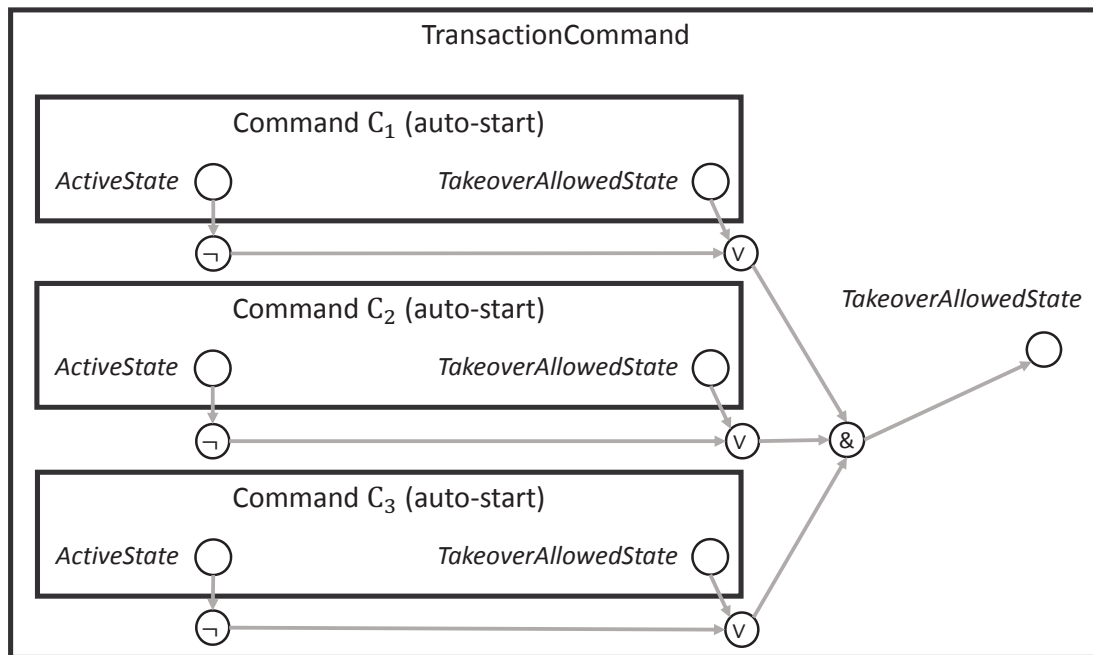 TransactionCommand
Command C₁ (auto-start)
ActiveState
TakeoverAllowedState
¬
∨
Command C₂ (auto-start)
TakeoverAllowedState
ActiveState
TakeoverAllowedState
¬
∨
&
Command C₃ (auto-start)
ActiveState
TakeoverAllowedState
¬
∨